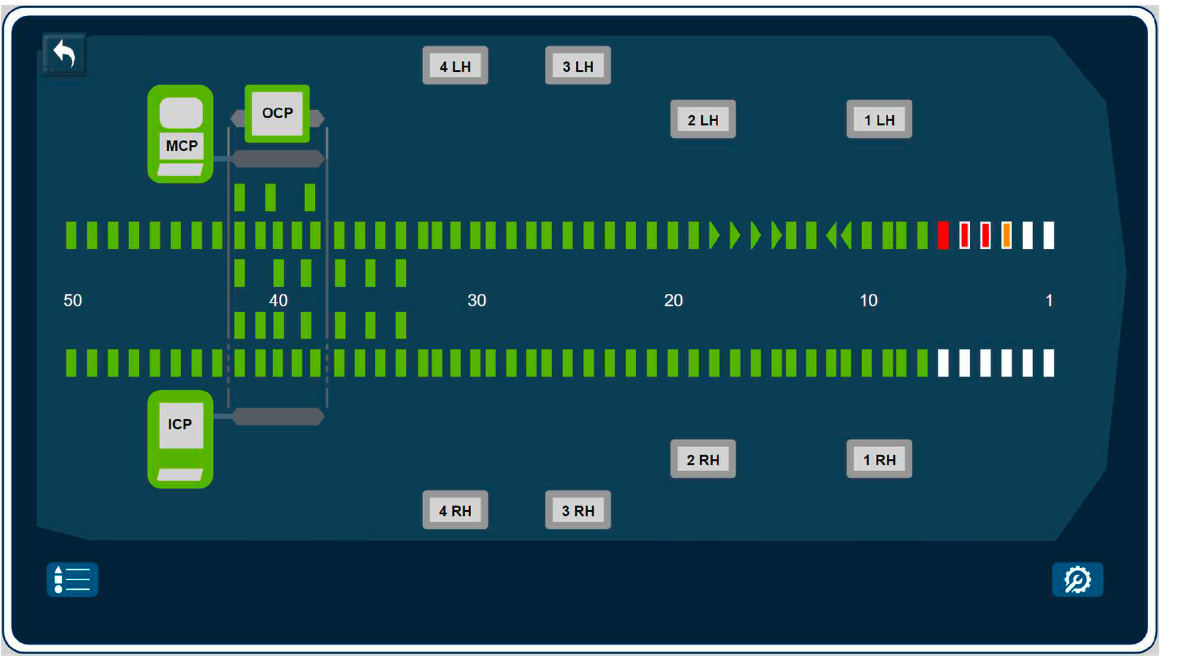 4 LH
3 LH
OCP
2 LH
1 LH
MCP
50
40
30
20
10
1
ICP
2 RH
1 RH
4 RH
3 RH